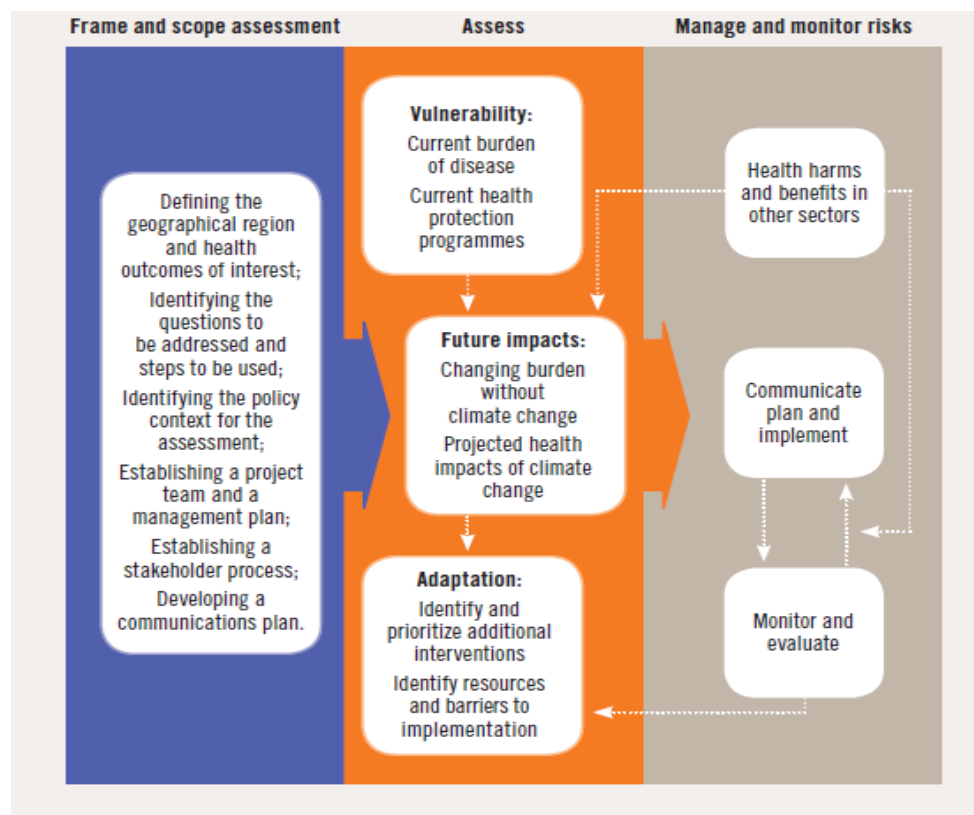 Frame and scope assessment
Assess
Manage and monitor risks
Defining the
geographical region
and health
outcomes of interest;
Identifying the
questions to
be addressed and
steps to be used;
Identifying the policy
context for the
assessment;
Establishing a project
team and a
management plan;
Establishing a
stakeholder process;
Developing a
communications plan.
Vulnerability:
Current burden
of disease
Current health
protection
programmes
Future impacts:
Changing burden
without
climate change
Projected health
impacts of climate
change
Adaptation:
Identify and
prioritize additional
interventions
Identify resources
and barriers to
implementation
Health harms
and benefits in
other sectors
Communicate
plan and
implement
Monitor and
evaluate